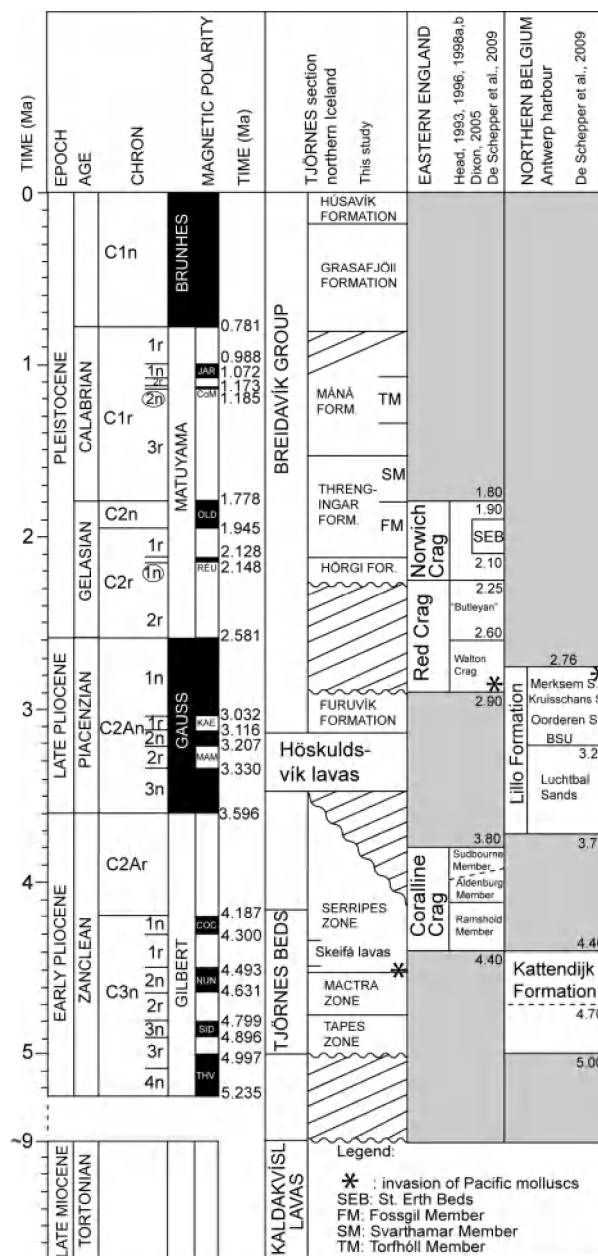 TIME (Ma)
EPOCH
AGE
CHRON
MAGNETIC POLARITY
TIME (Ma)
TJÖRNES section
northern Iceland
This study
EASTERN ENGLAND
Head, 1993, 1996, 1998a,b
Dixon, 2005
De Schepper et al., 2009
NORTHERN BELGIUM
Antwerp harbour
De Schepper et al., 2009
0
1
2
3
4
5
~9
PLEISTOCENE
LATE PLIOCENE
EARLY PLIOCENE
LATE MIOCENE
CALABRIAN
GELASIAN
PIACENZIAN
ZANCLEAN
TORTONIAN
C1n
C1r
1r
1n
2r
2n
3r
C2n
C2r
1r
1n
2r
C2An
1n
1r
2n
2r
3n
C2Ar
C3n
1n
1r
2n
2r
3n
3r
4n
BRUNHES
MATUYAMA
GAUSS
GILBERT
JAR
CoM
OLD
REU
KAE
MAM
COC
NUN
SID
THV
0.781
0.988
1.072
1.173
1.185
1.778
1.945
2.128
2.148
2.581
3.032
3.116
3.207
3.330
3.596
4.187
4.300
4.493
4.631
4.799
4.896
4.997
5.235
BREIDAVÍK GROUP
TJÖRNES BEDS
KALDAKVÍSL
LAVAS
HÚSAVÍK
FORMATION
GRASAFJÖll
FORMATION
MÁNÁ
FORM.
TM
SM
THRENG-
INGAR
FORM.
FM
HÖRGI FOR.
FURUVIK
FORMATION
Höskulds-
vík lavas
SERRIPES
ZONE
Skeifá lavas
*
MACTRA
ZONE
TAPES
ZONE
1.80
Norwich
Crag
1.90
SEB
2.10
Red Crag
2.25
"Butleyan"
2.60
Walton
Crag
*
2.90
3.80
Coralline
Crag
Sudbourne
Member
Aldenburg
Member
Ramshold
Member
4.40
2.76
Lillo Formation
Merksem S.
Kruisschans S
Oorderen S
BSU
3.2
Luchtbal
Sands
3.7
4.40
Kattendijk
Formation
4.70
5.00
Legend:
* : invasion of Pacific molluscs
SEB: St. Erth Beds
FM: Fossgil Member
SM: Svarthamar Member
TM: Torfhóll Member